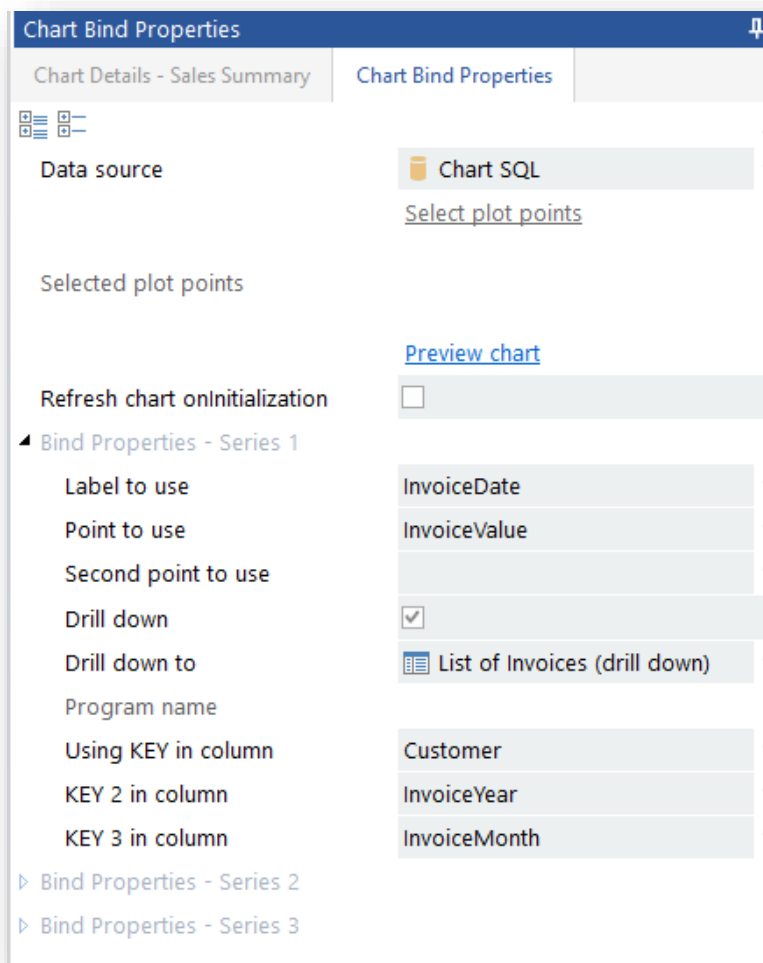 Chart Bind Properties
Chart Details - Sales Summary Chart Bind Properties
Data source Chart SQL
Select plot points
Selected plot points
Preview chart
Refresh chart onInitialization
Bind Properties - Series 1
Label to use InvoiceDate
Point to use InvoiceValue
Second point to use
Drill down
Drill down to List of Invoices (drill down)
Program name
Using KEY in column Customer
KEY 2 in column InvoiceYear
KEY 3 in column InvoiceMonth
Bind Properties - Series 2
Bind Properties - Series 3